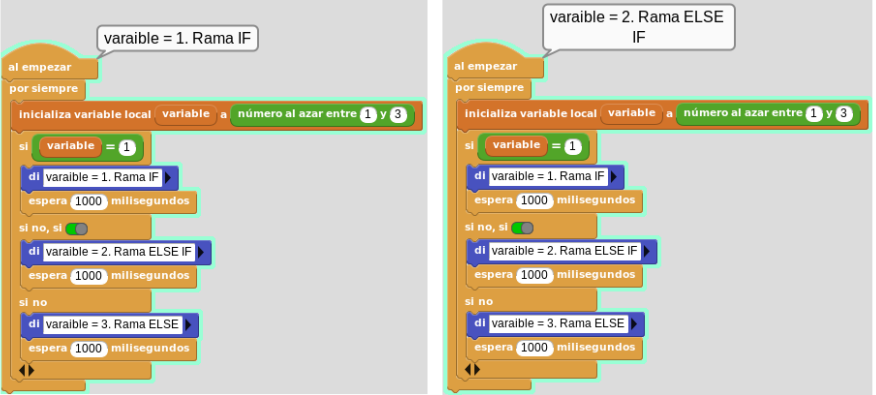 varaible = 1. Rama IF
al empezar
por siempre
inicializa variable local variable a número al azar entre 1 y 3
si variable = 1
di varaible = 1. Rama IF
espera 1000 milisegundos
si no, si
di varaible = 2. Rama ELSE IF
espera 1000 milisegundos
si no
di varaible = 3. Rama ELSE
espera 1000 milisegundos
varaible = 2. Rama ELSE
IF
al empezar
por siempre
inicializa variable local variable a número al azar entre 1 y 3
si variable = 1
di varaible = 1. Rama IF
espera 1000 milisegundos
si no, si
di varaible = 2. Rama ELSE IF
espera 1000 milisegundos
si no
di varaible = 3. Rama ELSE
espera 1000 milisegundos